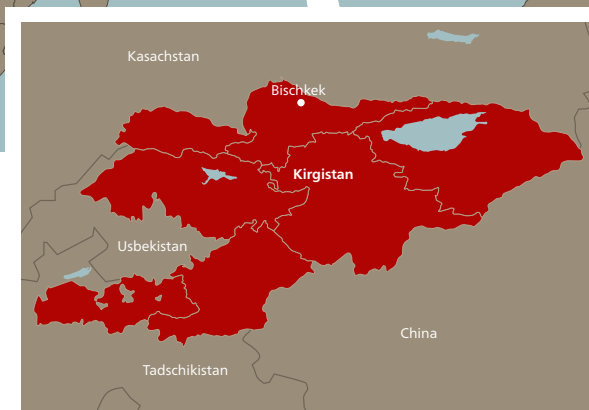 Kasachstan
Bischkek
Kirgistan
Usbekistan
China
Tadschikistan